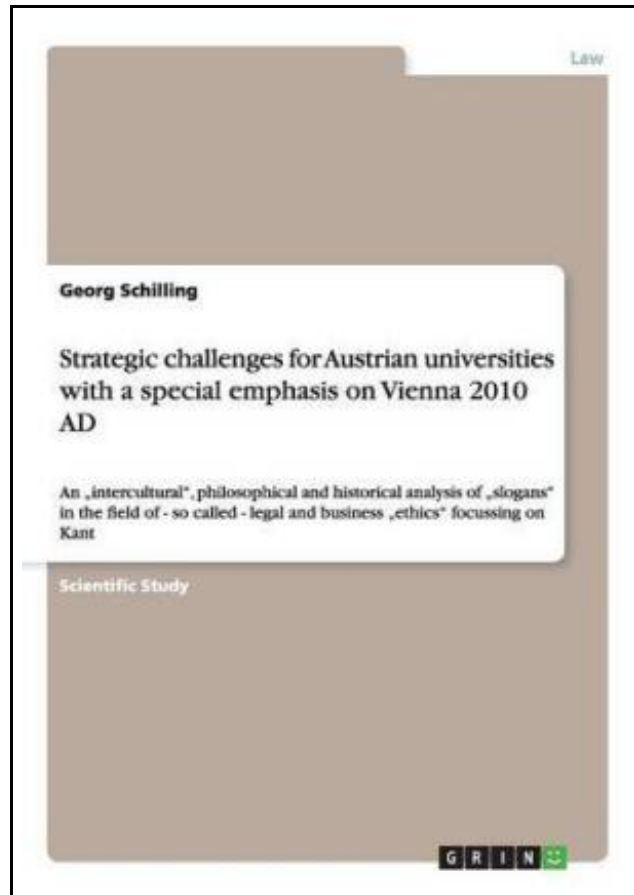 Law
Georg Schilling
Strategic challenges for Austrian universities
with a special emphasis on Vienna 2010
AD
An „intercultural“, philosophical and historical analysis of „slogans“
in the field of - so called - legal and business „ethics“ focussing on
Kant
Scientific Study
GRIN